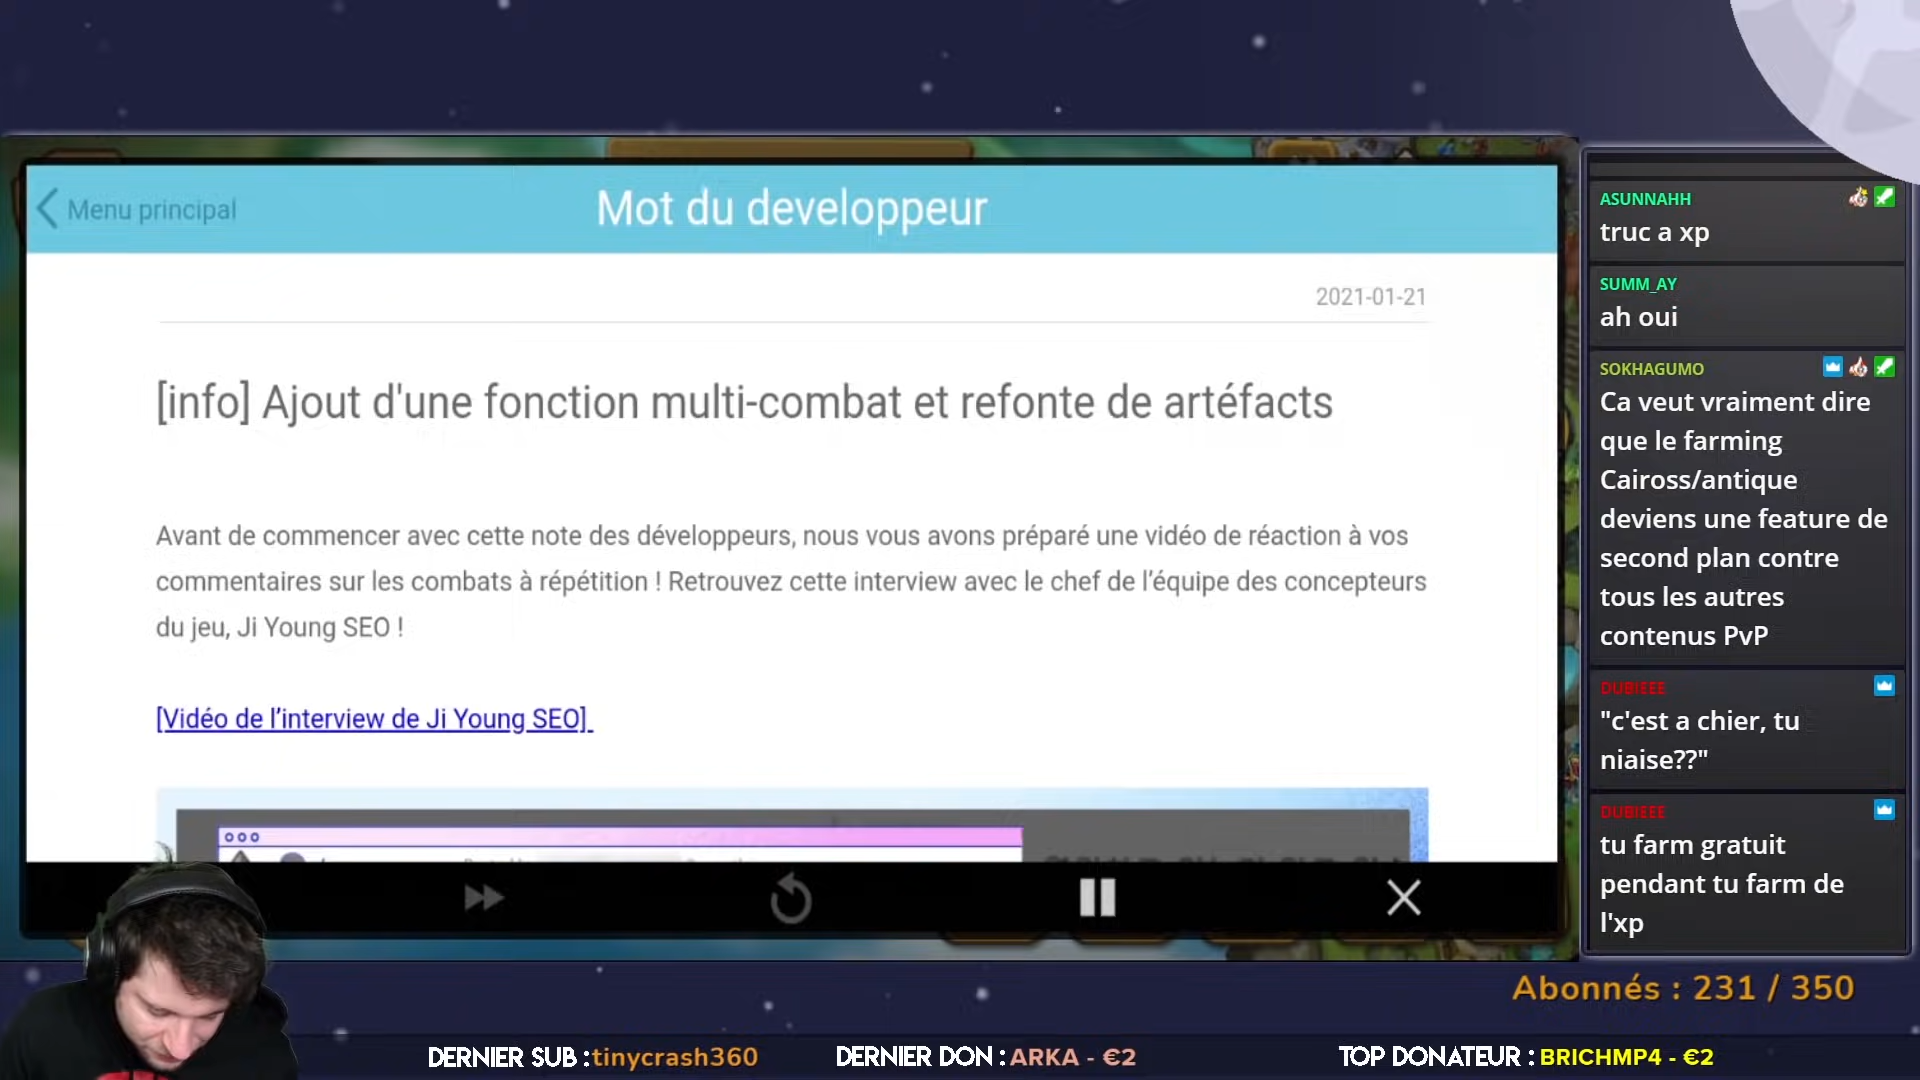 Menu principal
Mot du developpeur
2021-01-21
[info] Ajout d'une fonction multi-combat et refonte de artéfacts
Avant de commencer avec cette note des développeurs, nous vous avons préparé une vidéo de réaction à vos
commentaires sur les combats à répétition ! Retrouvez cette interview avec le chef de l’équipe des concepteurs
du jeu, Ji Young SEO !
[Vidéo de l’interview de Ji Young SEO]
ASUNNAHH
truc a xp
SUMM_AY
ah oui
SOKHAGUMO
Ca veut vraiment dire
que le farming
Caiross/antique
deviens une feature de
second plan contre
tous les autres
contenus PvP
DUBIEEE
"c'est a chier, tu
niaise??"
DUBIEEE
tu farm gratuit
pendant tu farm de
l'xp
Abonnés : 231 / 350
DERNIER SUB : tinycrash360
DERNIER DON : ARKA - €2
TOP DONATEUR : BRICHMP4 - €2